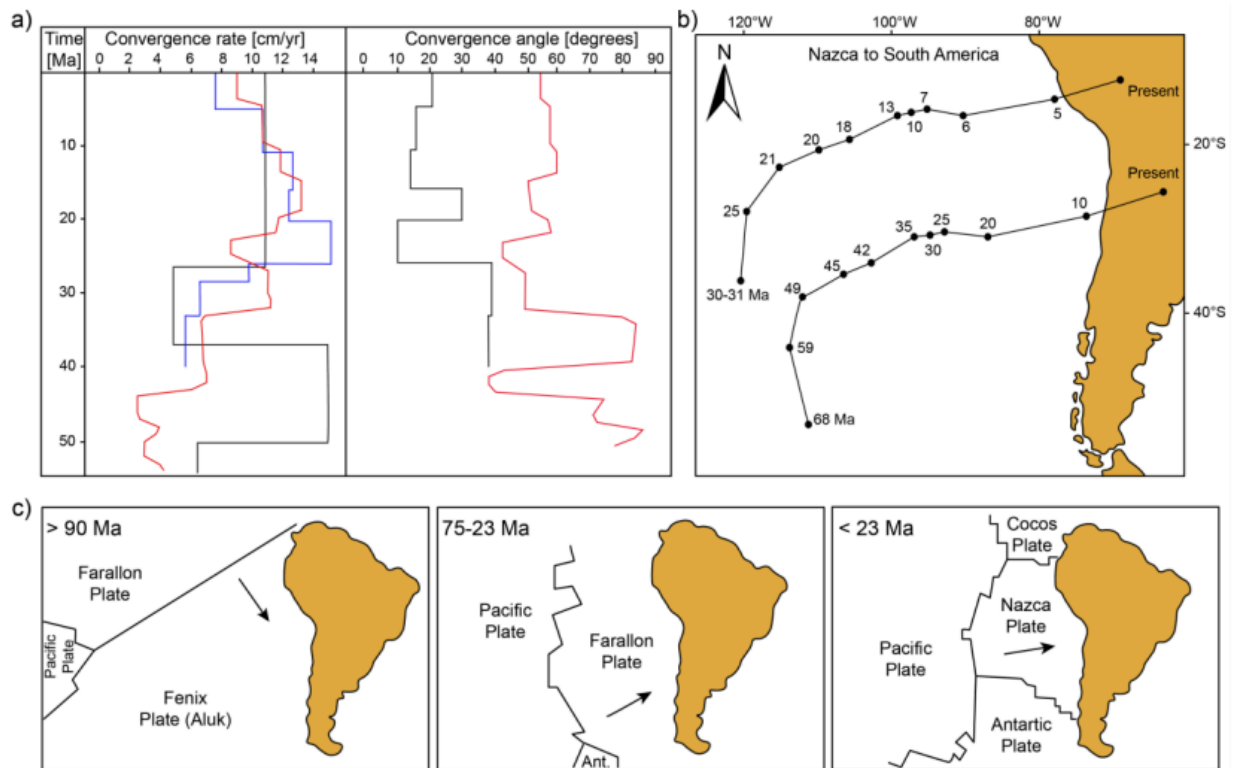 a)
Time
[Ma]
Convergence rate [cm/yr]
0 2 4 6 8 10 12 14
Convergence angle [degrees]
0 10 20 30 40 50 60 70 80 90
10
20
30
40
50
b)
120°W 100°W 80°W
N
Nazca to South America
Present
5
6
7
10
13
18
20
21
25
30-31 Ma
20°S
Present
10
20
25
30
35
42
45
49
59
68 Ma
40°S
c)
> 90 Ma
Farallon
Plate
Pacific
Plate
Fenix
Plate (Aluk)
75-23 Ma
Pacific
Plate
Farallon
Plate
Ant.
< 23 Ma
Cocos
Plate
Nazca
Plate
Pacific
Plate
Antartic
Plate